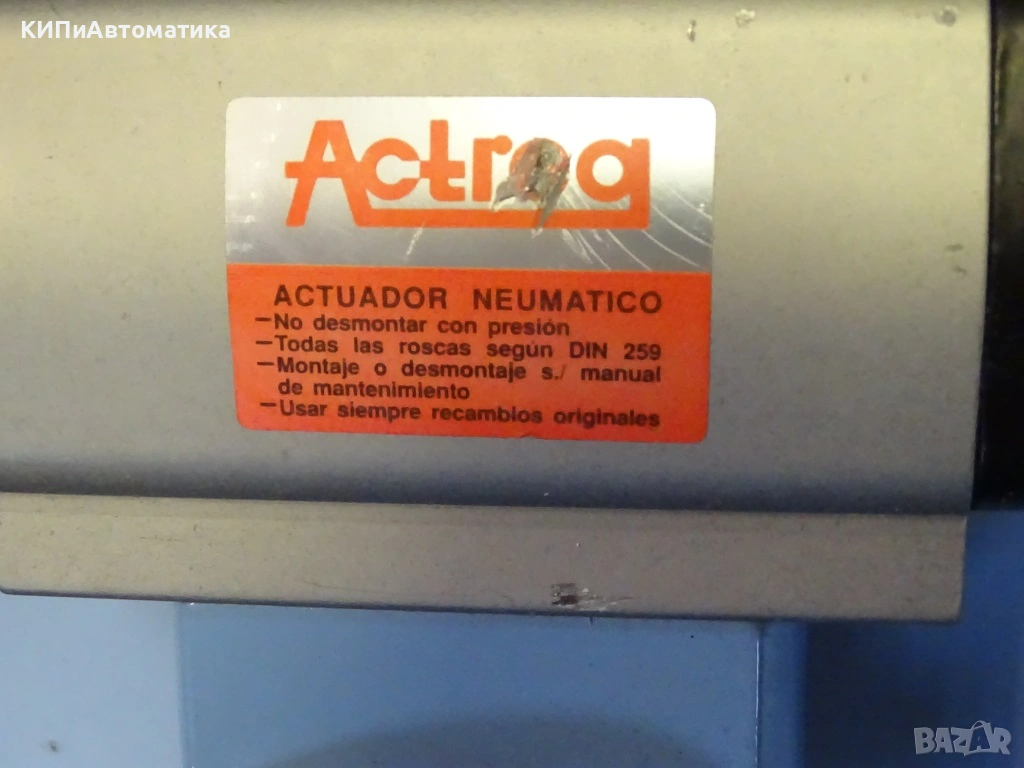 КИПиАвтоматика
Actreg
ACTUADOR NEUMATICO
–No desmontar con presión
–Todas las roscas según DIN 259
–Montaje o desmontaje s./ manual
de mantenimiento
–Usar siempre recambios originales
BAZAR